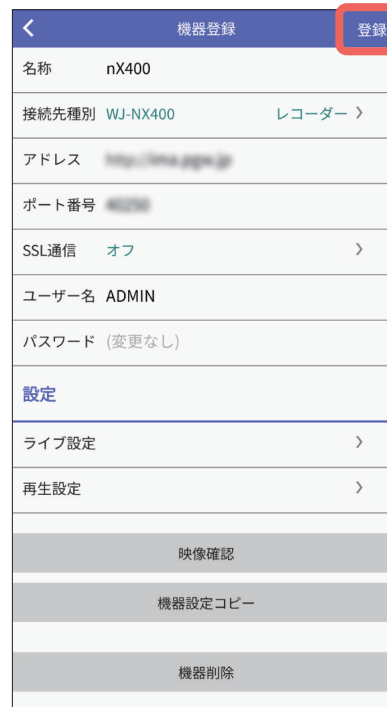 機器登録 登録
名称 nX400
接続先種別 WJ-NX400 レコーダー
アドレス
ポート番号
SSL通信 オフ
ユーザー名 ADMIN
パスワード (変更なし)
設定
ライブ設定
再生設定
映像確認
機器設定コピー
機器削除